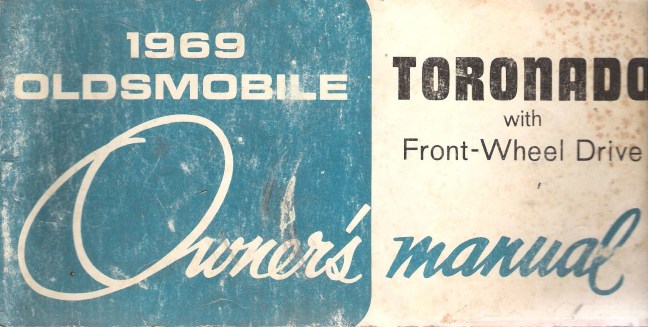 1969
OLDSMOBILE
TORONADO
with
Front-Wheel Drive
Owner's manual